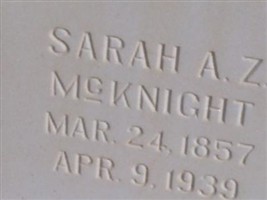 SARAH A. Z.
McKNIGHT
MAR. 24, 1857
APR. 9, 1939